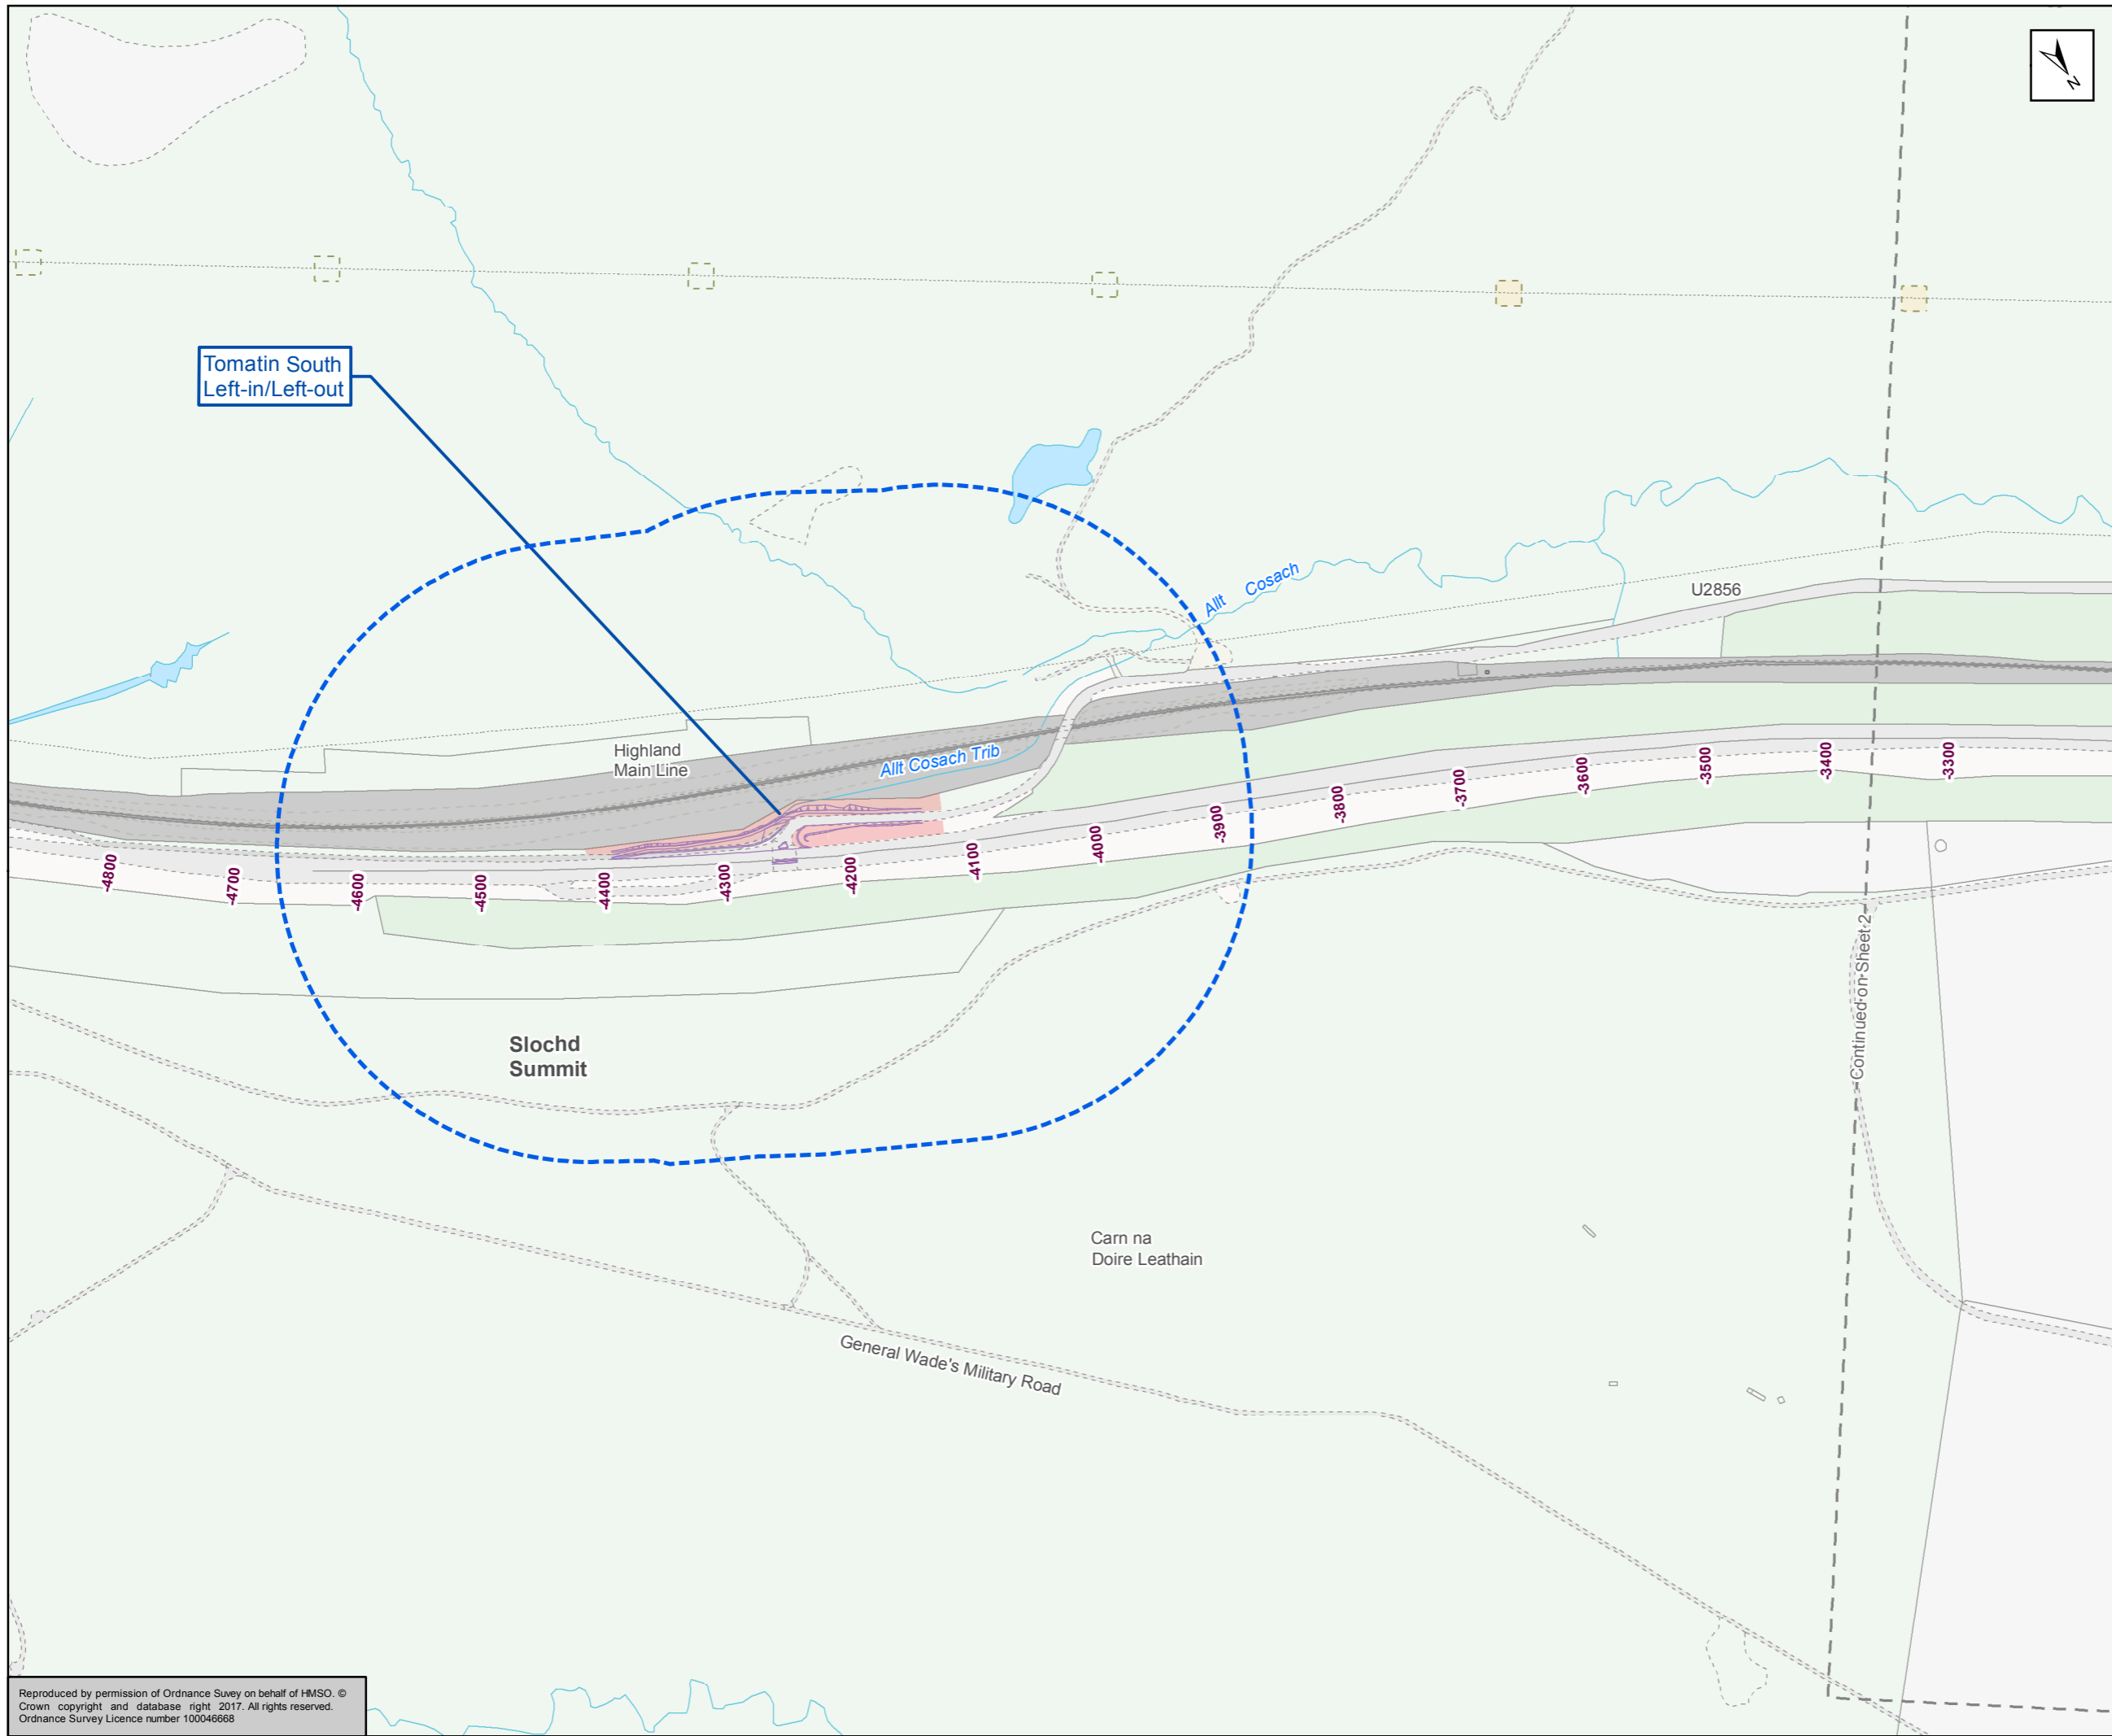 N
Tomatin South
Left-in/Left-out
Allt Cosach
U2856
Highland
Main Line
Allt Cosach Trib
-4800
-4700
-4600
-4500
-4400
-4300
-4200
-4100
-4000
-3900
-3800
-3700
-3600
-3500
-3400
-3300
Continued on Sheet 2
Slochd
Summit
Carn na
Doire Leathain
General Wade's Military Road
Reproduced by permission of Ordnance Suvey on behalf of HMSO. ©
Crown copyright and database right 2017. All rights reserved.
Ordnance Survey Licence number 100046668